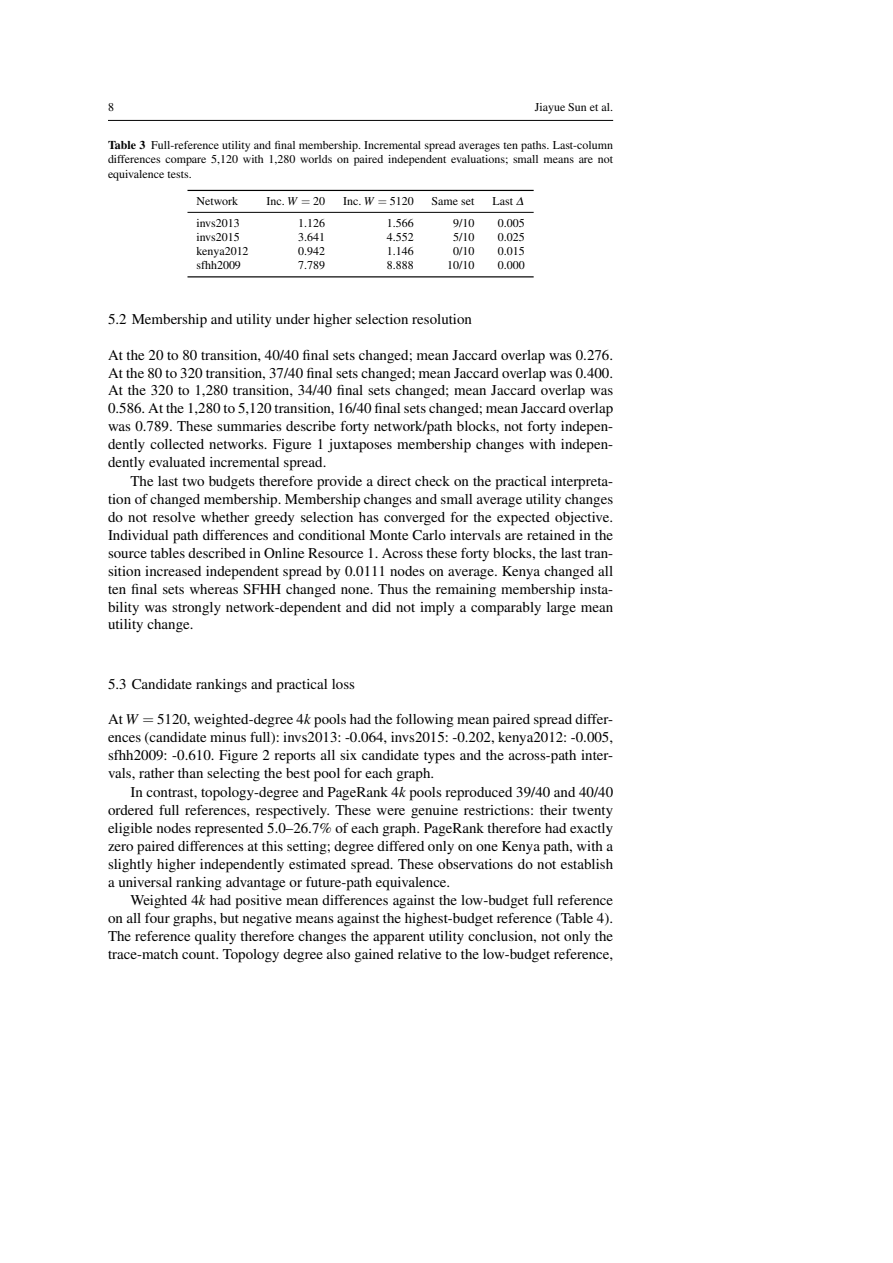 8
Jiayue Sun et al.
Table 3 Full-reference utility and final membership. Incremental spread averages ten paths. Last-column
differences compare 5,120 with 1,280 worlds on paired independent evaluations; small means are not
equivalence tests.
Network Inc. W = 20 Inc. W = 5120 Same set Last Δ
invs2013 1.126 1.566 9/10 0.005
invs2015 3.641 4.552 5/10 0.025
kenya2012 0.942 1.146 0/10 0.015
sfhh2009 7.789 8.888 10/10 0.000
5.2 Membership and utility under higher selection resolution
At the 20 to 80 transition, 40/40 final sets changed; mean Jaccard overlap was 0.276.
At the 80 to 320 transition, 37/40 final sets changed; mean Jaccard overlap was 0.400.
At the 320 to 1,280 transition, 34/40 final sets changed; mean Jaccard overlap was
0.586. At the 1,280 to 5,120 transition, 16/40 final sets changed; mean Jaccard overlap
was 0.789. These summaries describe forty network/path blocks, not forty indepen-
dently collected networks. Figure 1 juxtaposes membership changes with indepen-
dently evaluated incremental spread.
The last two budgets therefore provide a direct check on the practical interpreta-
tion of changed membership. Membership changes and small average utility changes
do not resolve whether greedy selection has converged for the expected objective.
Individual path differences and conditional Monte Carlo intervals are retained in the
source tables described in Online Resource 1. Across these forty blocks, the last tran-
sition increased independent spread by 0.0111 nodes on average. Kenya changed all
ten final sets whereas SFHH changed none. Thus the remaining membership insta-
bility was strongly network-dependent and did not imply a comparably large mean
utility change.
5.3 Candidate rankings and practical loss
At W = 5120, weighted-degree 4k pools had the following mean paired spread differ-
ences (candidate minus full): invs2013: -0.064, invs2015: -0.202, kenya2012: -0.005,
sfhh2009: -0.610. Figure 2 reports all six candidate types and the across-path inter-
vals, rather than selecting the best pool for each graph.
In contrast, topology-degree and PageRank 4k pools reproduced 39/40 and 40/40
ordered full references, respectively. These were genuine restrictions: their twenty
eligible nodes represented 5.0–26.7% of each graph. PageRank therefore had exactly
zero paired differences at this setting; degree differed only on one Kenya path, with a
slightly higher independently estimated spread. These observations do not establish
a universal ranking advantage or future-path equivalence.
Weighted 4k had positive mean differences against the low-budget full reference
on all four graphs, but negative means against the highest-budget reference (Table 4).
The reference quality therefore changes the apparent utility conclusion, not only the
trace-match count. Topology degree also gained relative to the low-budget reference,